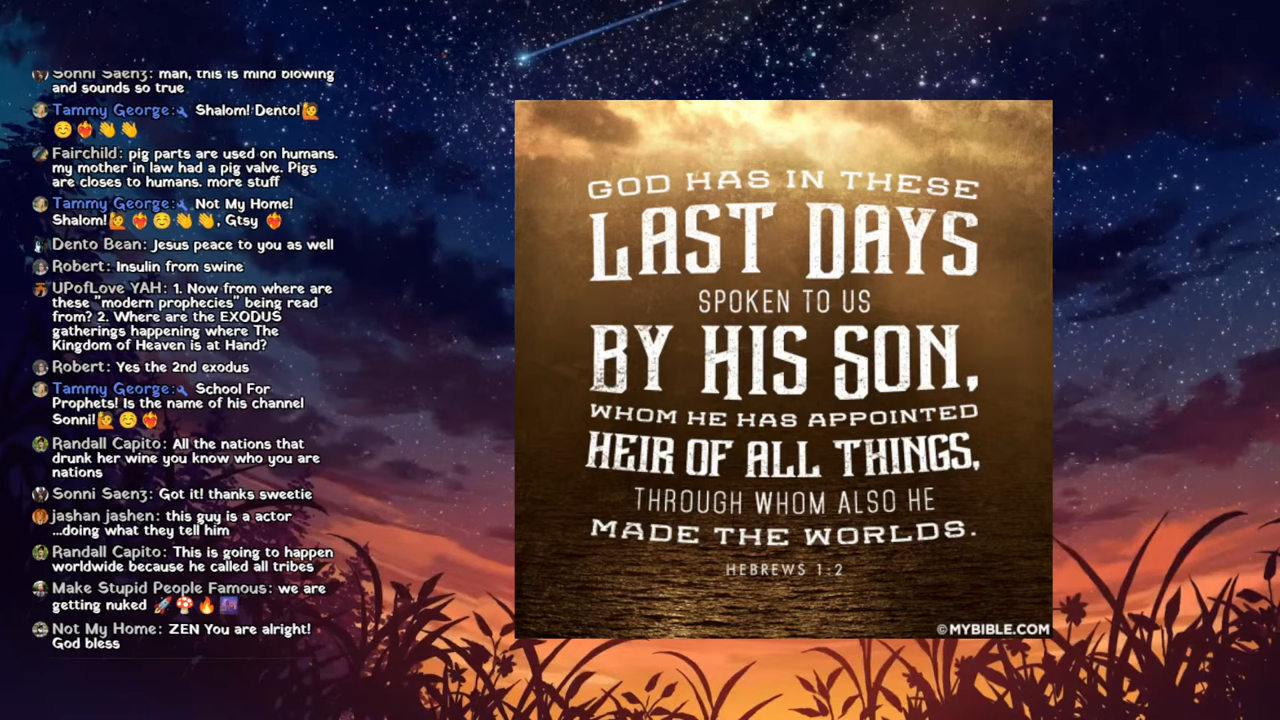 Sonni Saenz: man, this is mind blowing
and sounds so true
Tammy George: Shalom! Dento!🙋
☺️❤️‍🔥👏👏
Fairchild: pig parts are used on humans.
my mother in law had a pig valve. Pigs
are closes to humans. more stuff
Tammy George: Not My Home!
Shalom!🙋❤️‍🔥☺️👏👏, Gtsy ❤️‍🔥
Dento Bean: Jesus peace to you as well
Robert: Insulin from swine
UPofLove YAH: 1. Now from where are
these "modern prophecies" being read
from? 2. Where are the EXODUS
gatherings happening where The
Kingdom of Heaven is at Hand?
Robert: Yes the 2nd exodus
Tammy George: School For
Prophets! Is the name of his channel
Sonni!🙋☺️❤️‍🔥
Randall Capito: All the nations that
drunk her wine you know who you are
nations
Sonni Saenz: Got it! thanks sweetie
jashan jashen: this guy is a actor
...doing what they tell him
Randall Capito: This is going to happen
worldwide because he called all tribes
Make Stupid People Famous: we are
getting nuked 🚀🍄🔥🌆
Not My Home: ZEN You are alright!
God bless
GOD HAS IN THESE
LAST DAYS
SPOKEN TO US
BY HIS SON,
WHOM HE HAS APPOINTED
HEIR OF ALL THINGS,
THROUGH WHOM ALSO HE
MADE THE WORLDS.
HEBREWS 1:2
©MYBIBLE.COM